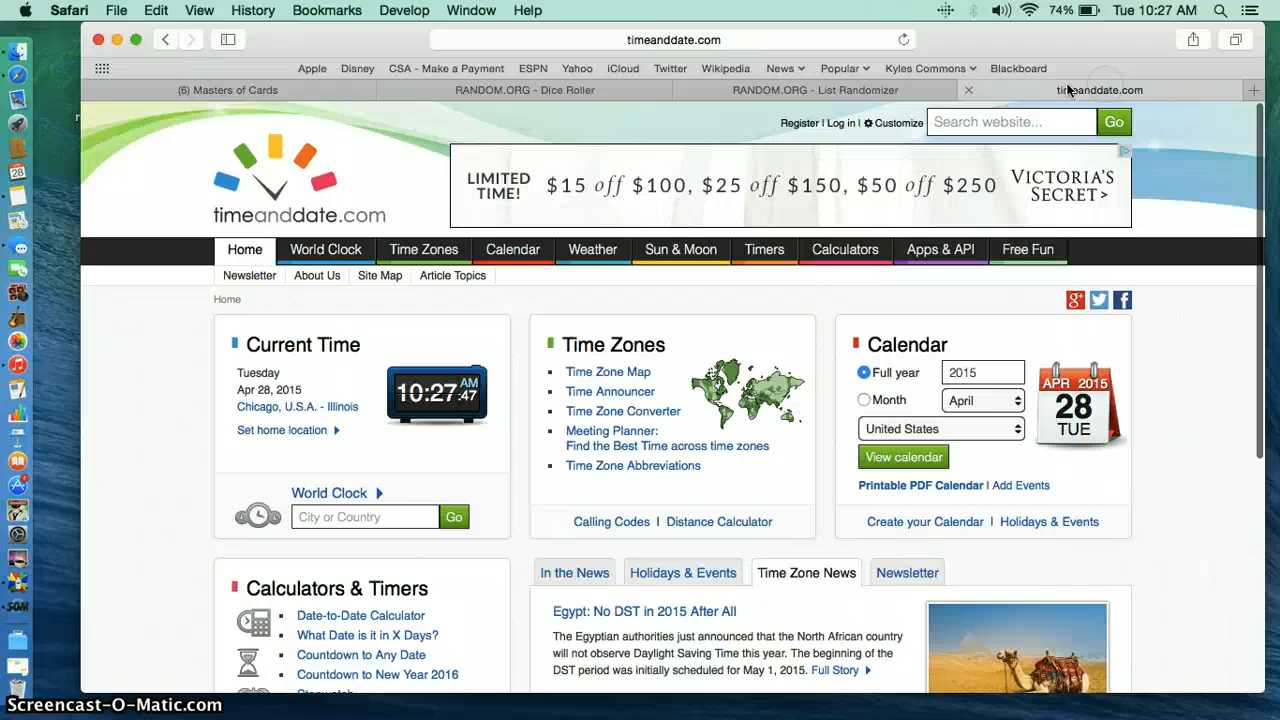 Safari File Edit View History Bookmarks Develop Window Help 74% Tue 10:27 AM
timeanddate.com
Apple Disney CSA - Make a Payment ESPN Yahoo iCloud Twitter Wikipedia News Popular Kyles Commons Blackboard
(6) Masters of Cards RANDOM.ORG - Dice Roller RANDOM.ORG - List Randomizer timeanddate.com
Register | Log in | Customize Search website... Go
LIMITED TIME! $15 off $100, $25 off $150, $50 off $250 VICTORIA'S SECRET >
timeanddate.com
Home World Clock Time Zones Calendar Weather Sun & Moon Timers Calculators Apps & API Free Fun
Newsletter About Us Site Map Article Topics
Home
Current Time
Tuesday
Apr 28, 2015
Chicago, U.S.A. - Illinois
Set home location
10:27 AM :47
World Clock
City or Country Go
Time Zones
Time Zone Map
Time Announcer
Time Zone Converter
Meeting Planner:
Find the Best Time across time zones
Time Zone Abbreviations
Calling Codes | Distance Calculator
Calendar
Full year 2015
Month April
United States
View calendar
APR 2015
28
TUE
Printable PDF Calendar | Add Events
Create your Calendar | Holidays & Events
Calculators & Timers
Date-to-Date Calculator
What Date is it in X Days?
Countdown to Any Date
Countdown to New Year 2016
In the News Holidays & Events Time Zone News Newsletter
Egypt: No DST in 2015 After All
The Egyptian authorities just announced that the North African country
will not observe Daylight Saving Time this year. The beginning of the
DST period was initially scheduled for May 1, 2015. Full Story
Screencast-O-Matic.com